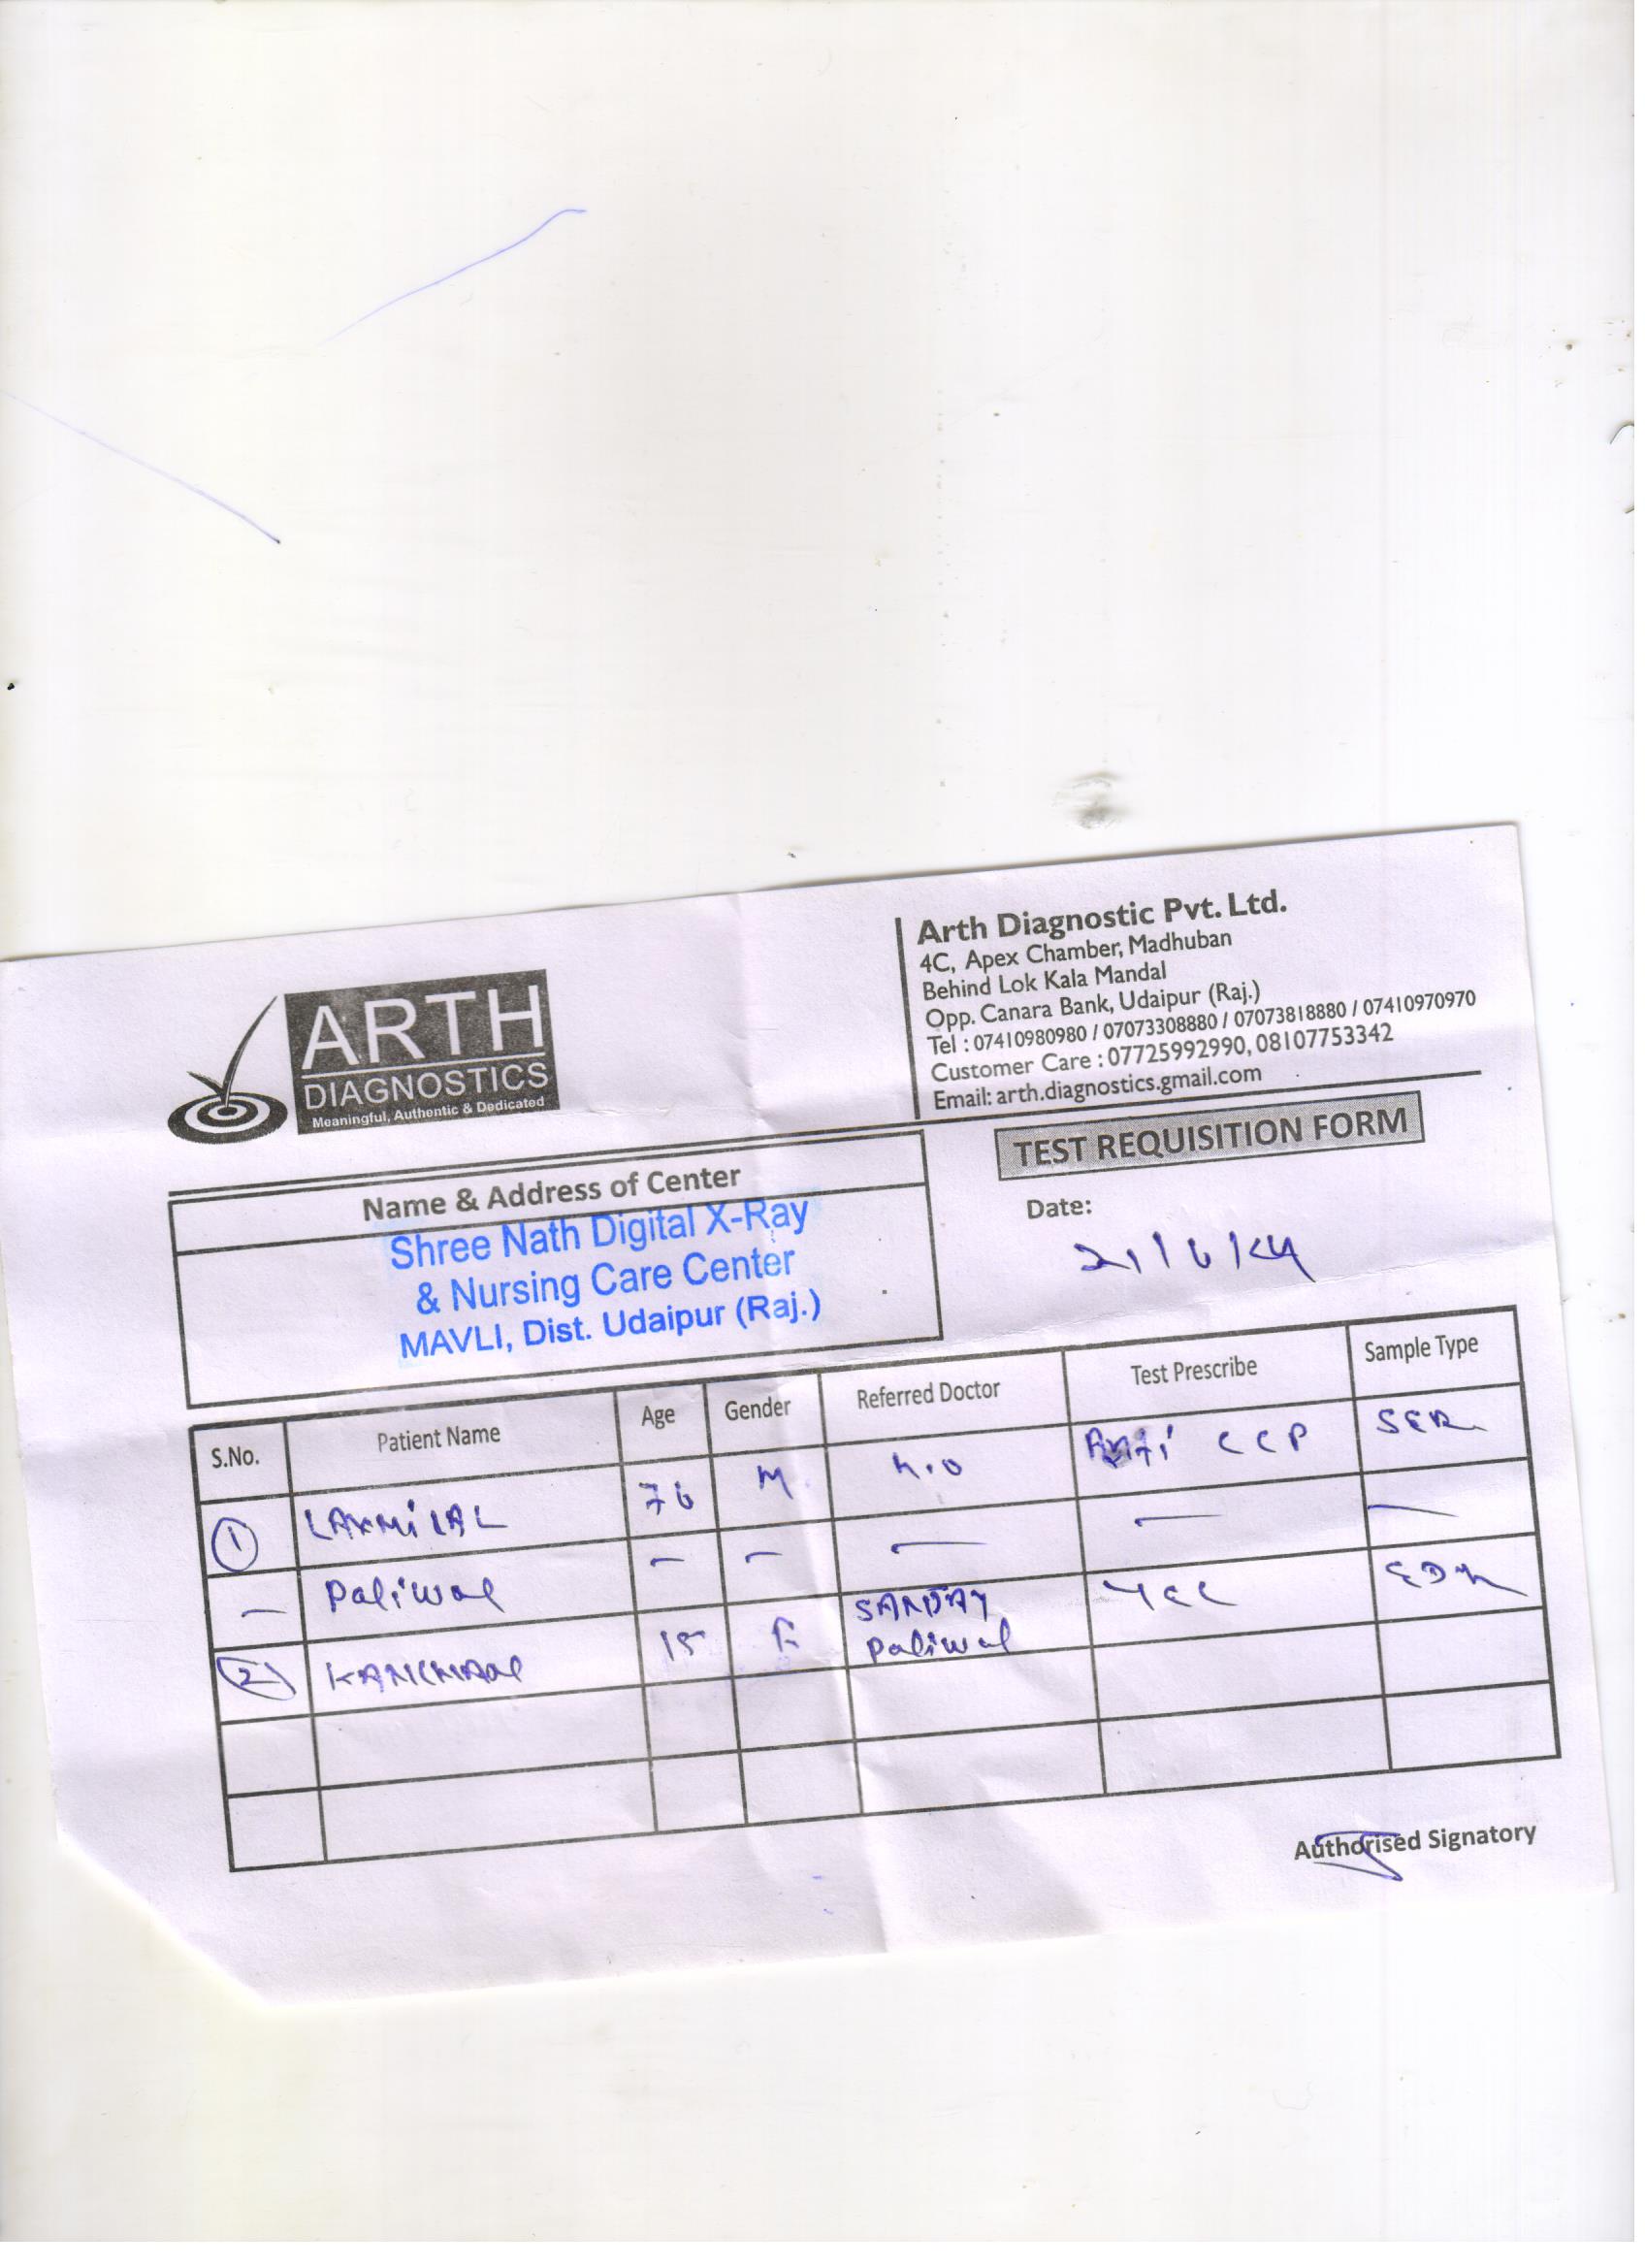 ARTH
DIAGNOSTICS
Meaningful, Authentic & Dedicated
Arth Diagnostic Pvt. Ltd.
4C, Apex Chamber, Madhuban
Behind Lok Kala Mandal
Opp. Canara Bank, Udaipur (Raj.)
Tel : 07410980980 / 07073308880 / 07073818880 / 07410970970
Customer Care : 07725992990, 08107753342
Email: arth.diagnostics.gmail.com
TEST REQUISITION FORM
Name & Address of Center
Shree Nath Digital X-Ray
& Nursing Care Center
MAVLI, Dist. Udaipur (Raj.)
Date:
21/6/24
S.No. Patient Name Age Gender Referred Doctor Test Prescribe Sample Type
1 LAXMILAL 76 M. Anti CCP SER
— Paliwal — — — — —
2 15 F SANJAY
Paliwal
Authorised Signatory